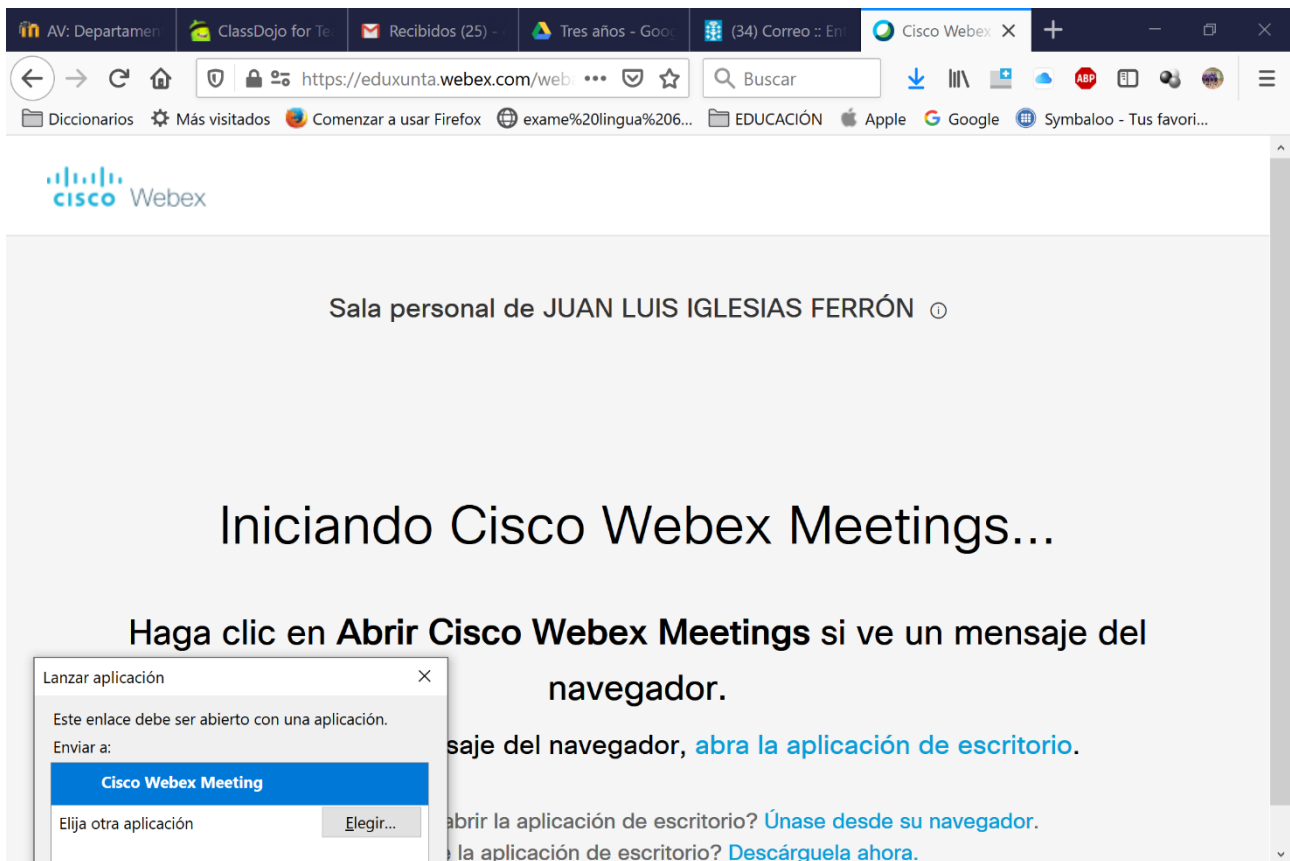 AV: Departamen
ClassDojo for Te
Recibidos (25) -
Tres años - Goo
(34) Correo :: En
Cisco Webex
https://eduxunta.webex.com/web
Buscar
ABP
Diccionarios
Más visitados
Comenzar a usar Firefox
exame%20lingua%206...
EDUCACIÓN
Apple
Google
Symbaloo - Tus favori...
CISCO Webex
Sala personal de JUAN LUIS IGLESIAS FERRÓN
Iniciando Cisco Webex Meetings...
Haga clic en Abrir Cisco Webex Meetings si ve un mensaje del
navegador.
saje del navegador, abra la aplicación de escritorio.
abrir la aplicación de escritorio? Únase desde su navegador.
la aplicación de escritorio? Descárguela ahora.
Lanzar aplicación
Este enlace debe ser abierto con una aplicación.
Enviar a:
Cisco Webex Meeting
Elija otra aplicación
Elegir...